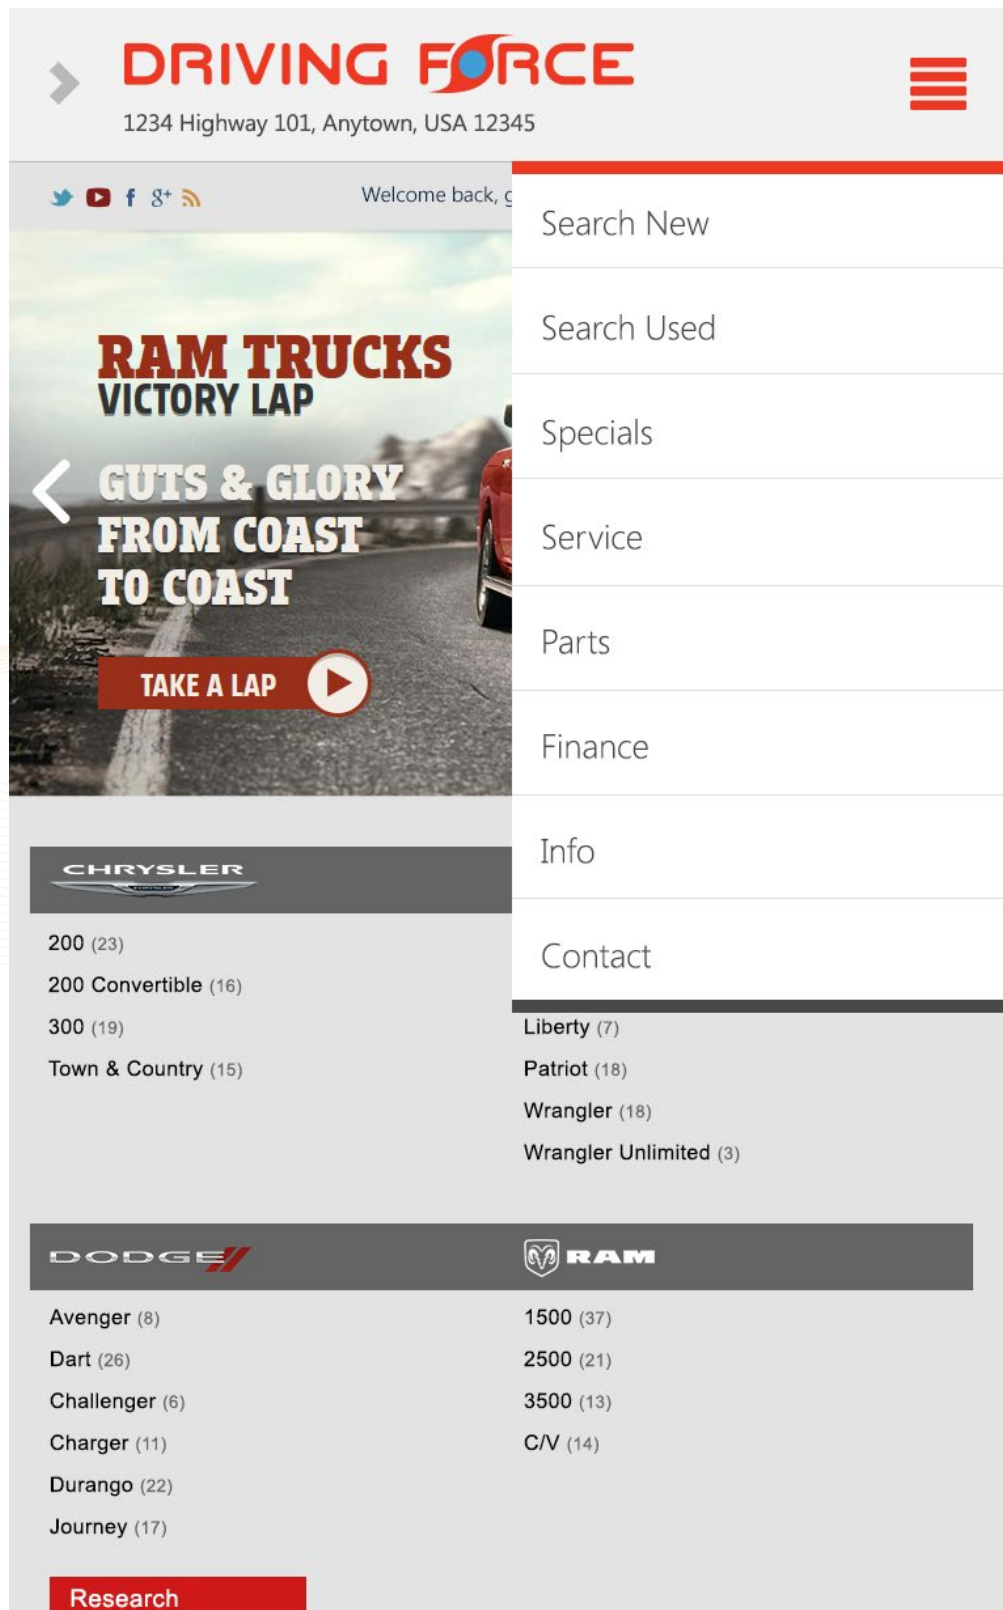 DRIVING FORCE
1234 Highway 101, Anytown, USA 12345
Welcome back, g
Search New
Search Used
Specials
Service
Parts
Finance
Info
Contact
RAM TRUCKS
VICTORY LAP
GUTS & GLORY
FROM COAST
TO COAST
TAKE A LAP
CHRYSLER
200 (23)
200 Convertible (16)
300 (19)
Town & Country (15)
Liberty (7)
Patriot (18)
Wrangler (18)
Wrangler Unlimited (3)
DODGE
Avenger (8)
Dart (26)
Challenger (6)
Charger (11)
Durango (22)
Journey (17)
RAM
1500 (37)
2500 (21)
3500 (13)
C/V (14)
Research